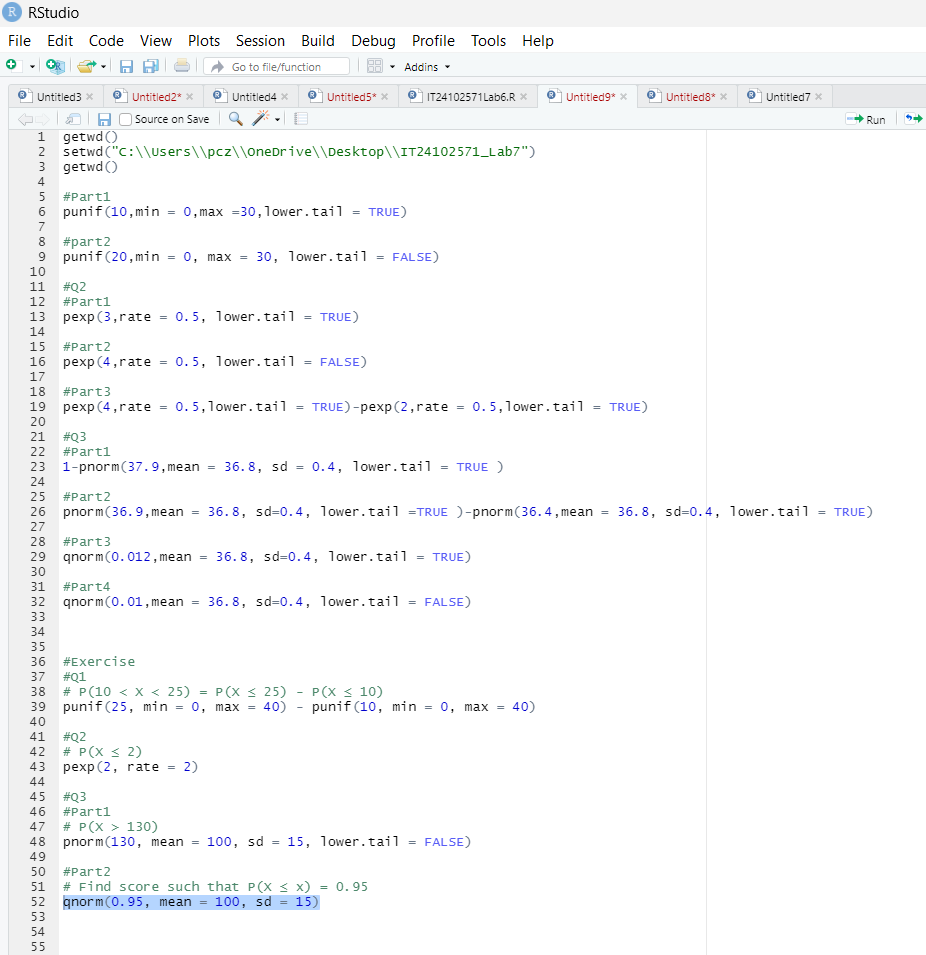 RStudio
File Edit Code View Plots Session Build Debug Profile Tools Help
Go to file/function Addins
Untitled3 Untitled2* Untitled4 Untitled5* IT24102571Lab6.R Untitled9* Untitled8* Untitled7
Source on Save Run
1 getwd()
2 setwd("C:\\Users\\pcz\\OneDrive\\Desktop\\IT24102571_Lab7")
3 getwd()
4
5 #Part1
6 punif(10,min = 0,max =30,lower.tail = TRUE)
7
8 #part2
9 punif(20,min = 0, max = 30, lower.tail = FALSE)
10
11 #Q2
12 #Part1
13 pexp(3,rate = 0.5, lower.tail = TRUE)
14
15 #Part2
16 pexp(4,rate = 0.5, lower.tail = FALSE)
17
18 #Part3
19 pexp(4,rate = 0.5,lower.tail = TRUE)-pexp(2,rate = 0.5,lower.tail = TRUE)
20
21 #Q3
22 #Part1
23 1-pnorm(37.9,mean = 36.8, sd = 0.4, lower.tail = TRUE )
24
25 #Part2
26 pnorm(36.9,mean = 36.8, sd=0.4, lower.tail =TRUE )-pnorm(36.4,mean = 36.8, sd=0.4, lower.tail = TRUE)
27
28 #Part3
29 qnorm(0.012,mean = 36.8, sd=0.4, lower.tail = TRUE)
30
31 #Part4
32 qnorm(0.01,mean = 36.8, sd=0.4, lower.tail = FALSE)
33
34
35
36 #Exercise
37 #Q1
38 # P(10 < X < 25) = P(X ≤ 25) - P(X ≤ 10)
39 punif(25, min = 0, max = 40) - punif(10, min = 0, max = 40)
40
41 #Q2
42 # P(X ≤ 2)
43 pexp(2, rate = 2)
44
45 #Q3
46 #Part1
47 # P(X > 130)
48 pnorm(130, mean = 100, sd = 15, lower.tail = FALSE)
49
50 #Part2
51 # Find score such that P(X ≤ x) = 0.95
52 qnorm(0.95, mean = 100, sd = 15)
53
54
55